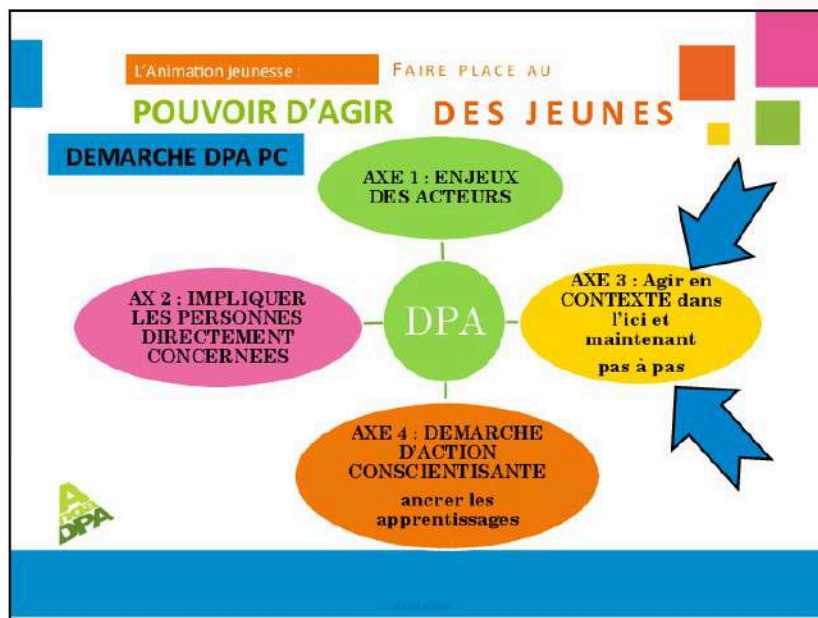 L'Animation jeunesse : FAIRE PLACE AU
POUVOIR D'AGIR DES JEUNES
DEMARCHE DPA PC
AXE 1 : ENJEUX
DES ACTEURS
AX 2 : IMPLIQUER
LES PERSONNES
DIRECTEMENT
CONCERNEES
DPA
AXE 3 : Agir en
CONTEXTE dans
l'ici et
maintenant
pas à pas
AXE 4 : DEMARCHE
D'ACTION
CONSCIENTISANTE
ancrer les
apprentissages
DPA